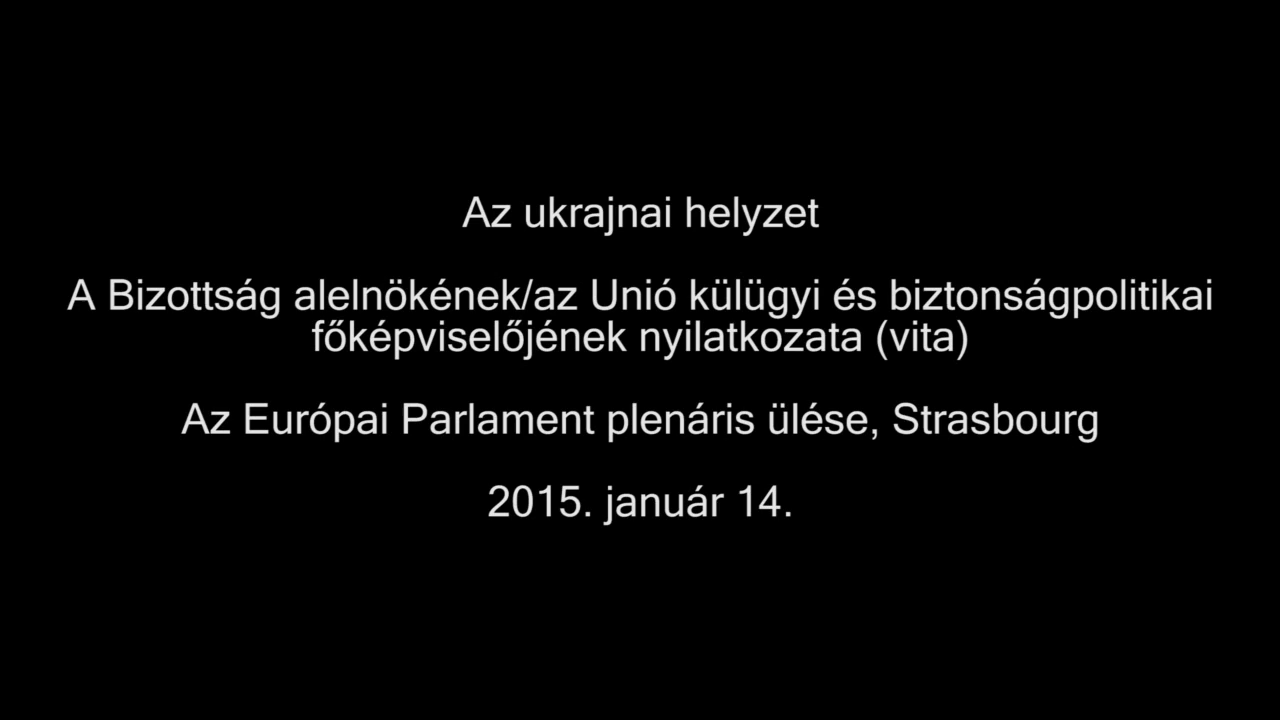 Az ukrajnai helyzet
A Bizottság alelnökének/az Unió külügyi és biztonságpolitikai
főképviselőjének nyilatkozata (vita)
Az Európai Parlament plenáris ülése, Strasbourg
2015. január 14.